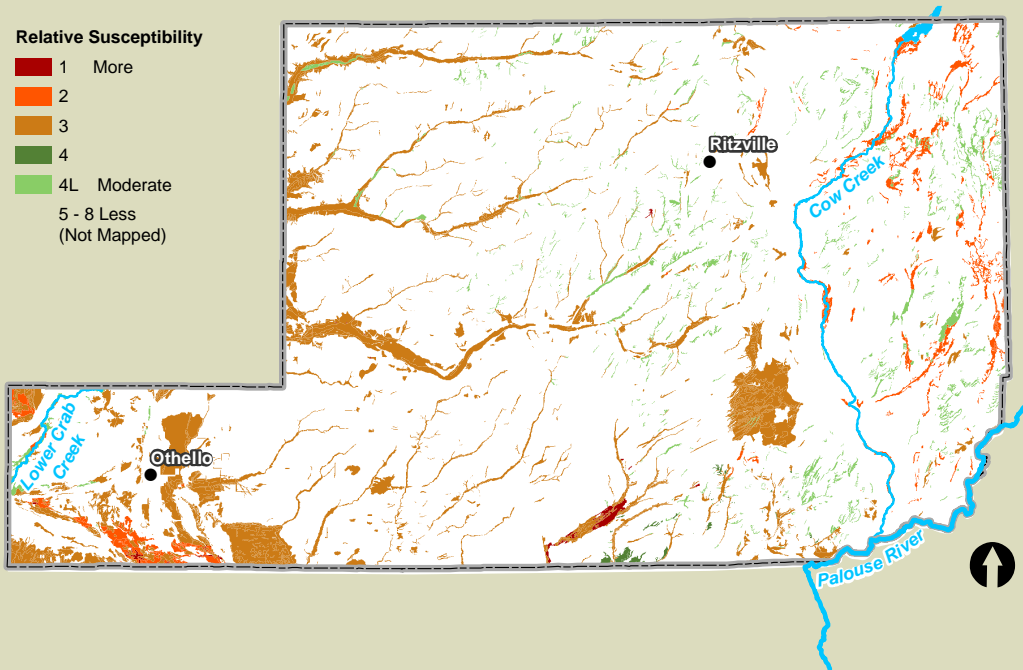 Relative Susceptibility
1 More
2
3
4
4L Moderate
5 - 8 Less
(Not Mapped)
Ritzville
Cow Creek
Lower Crab
Creek
Othello
Palouse River